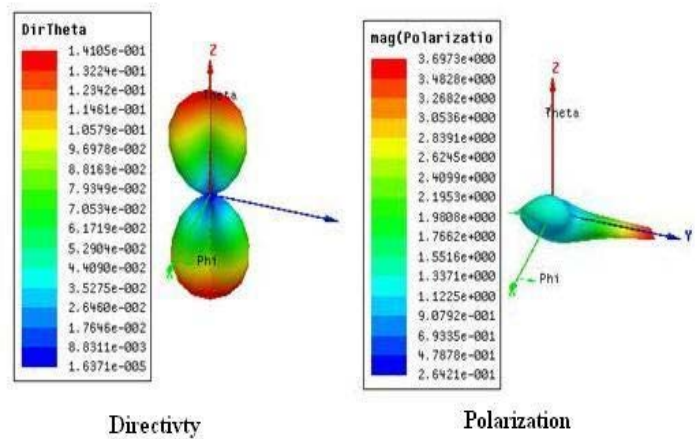 DirTheta
1.4105e-001
1.3224e-001
1.2342e-001
1.1461e-001
1.0579e-001
9.6978e-002
8.8163e-002
7.9349e-002
7.0534e-002
6.1719e-002
5.2904e-002
4.4090e-002
3.5275e-002
2.6460e-002
1.7646e-002
8.8311e-003
1.6371e-005
Z
Theta
Phi
Directivty
mag(Polarizatio
3.6973e+000
3.4828e+000
3.2682e+000
3.0536e+000
2.8391e+000
2.6245e+000
2.4099e+000
2.1953e+000
1.9808e+000
1.7662e+000
1.5516e+000
1.3371e+000
1.1225e+000
9.0792e-001
6.9335e-001
4.7878e-001
2.6421e-001
Z
Theta
Y
Phi
Polarization